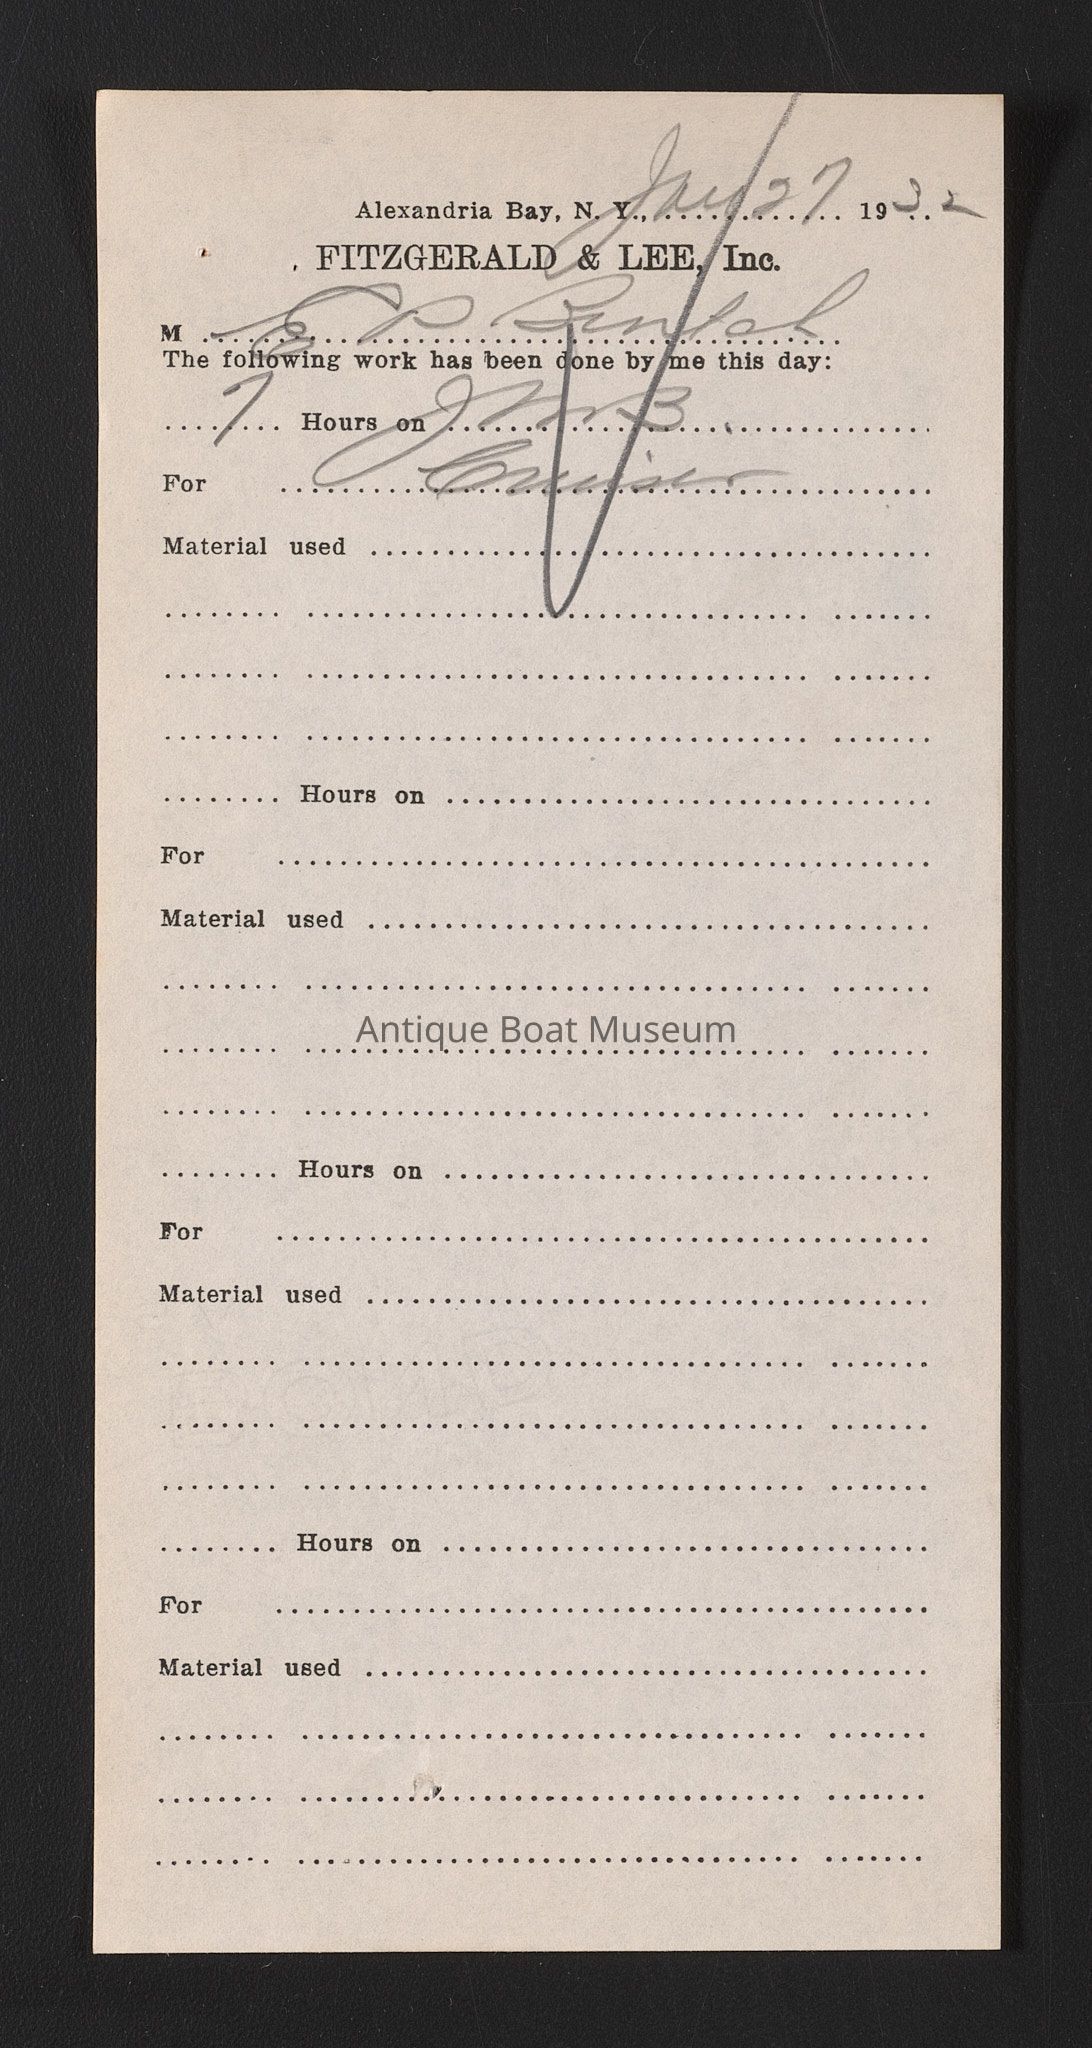 Alexandria Bay, N. Y., Jan 27 1932
FITZGERALD & LEE, Inc.
M E P
The following work has been done by me this day:
7 Hours on J W B
For Cruiser
Material used
Hours on
For
Material used
Antique Boat Museum
Hours on
For
Material used
Hours on
For
Material used